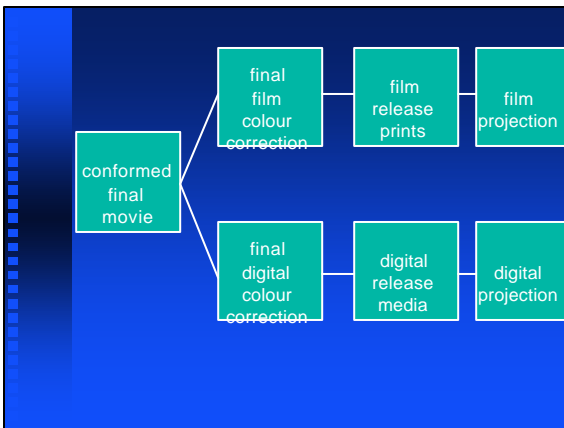 final
film
colour
correction
film
release
prints
film
projection
conformed
final
movie
final
digital
colour
correction
digital
release
media
digital
projection